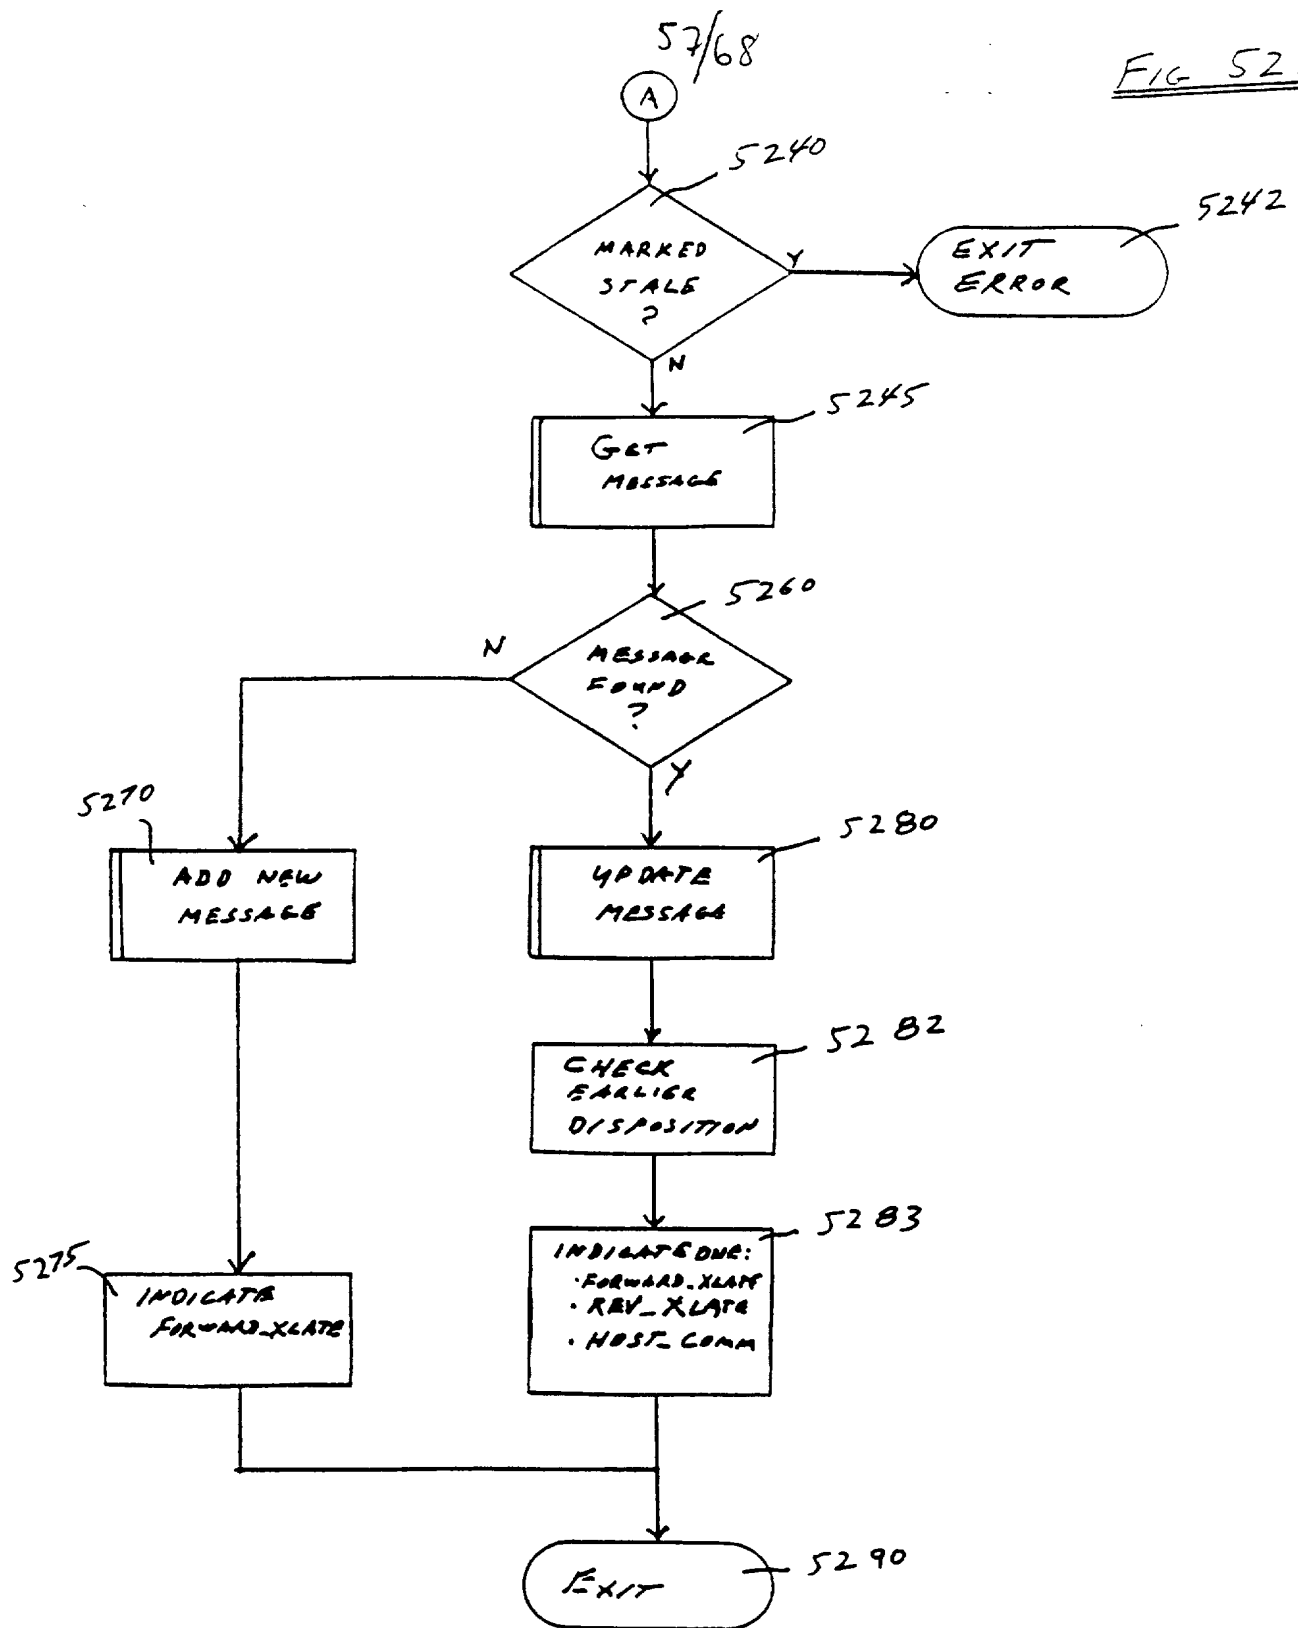 57/68
FIG 52
A
5240
MARKED
STALE
?
Y
N
5242
EXIT
ERROR
5245
GET
MESSAGE
5260
MESSAGE
FOUND
?
N
Y
5270
ADD NEW
MESSAGE
5280
UPDATE
MESSAGE
5282
CHECK
EARLIER
DISPOSITION
5283
INDICATE ONE:
· FORWARD_XLATE
· REV_XLATE
· HOST_COMM
5275
INDICATE
FORWARD_XLATE
5290
EXIT